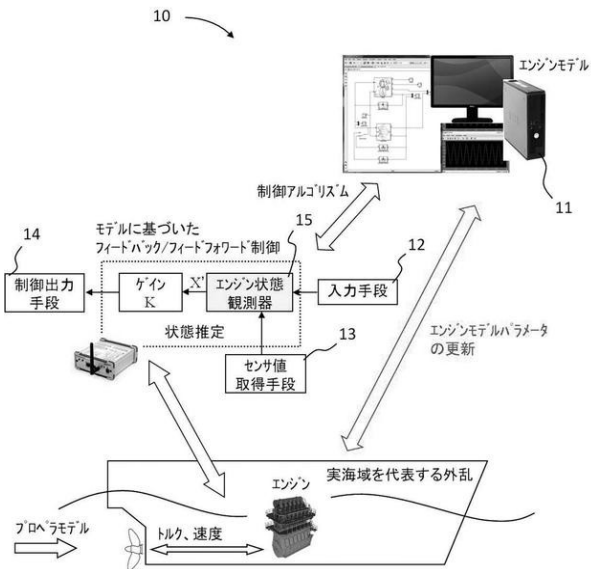 10
エンジンモデル
11
制御アルゴリズム
モデルに基づいた
フィードバック/フィードフォワード制御
15
14
12
制御出力
手段
ゲイン
K
X'
エンジン状態
観測器
入力手段
状態推定
13
センサ値
取得手段
エンジンモデルパラメータ
の更新
実海域を代表する外乱
エンジン
プロペラモデル
トルク、速度